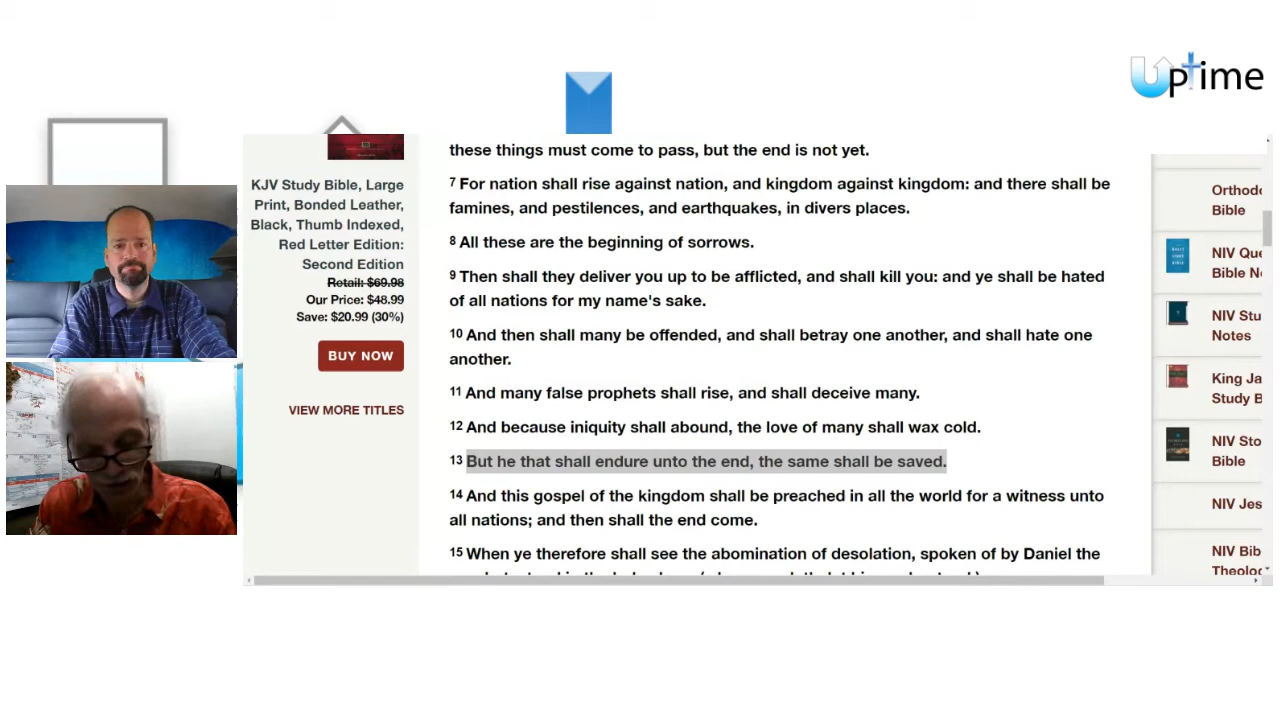 Uptime
these things must come to pass, but the end is not yet.
7 For nation shall rise against nation, and kingdom against kingdom: and there shall be
famines, and pestilences, and earthquakes, in divers places.
8 All these are the beginning of sorrows.
9 Then shall they deliver you up to be afflicted, and shall kill you: and ye shall be hated
of all nations for my name's sake.
10 And then shall many be offended, and shall betray one another, and shall hate one
another.
11 And many false prophets shall rise, and shall deceive many.
12 And because iniquity shall abound, the love of many shall wax cold.
13 But he that shall endure unto the end, the same shall be saved.
14 And this gospel of the kingdom shall be preached in all the world for a witness unto
all nations; and then shall the end come.
15 When ye therefore shall see the abomination of desolation, spoken of by Daniel the
KJV Study Bible, Large
Print, Bonded Leather,
Black, Thumb Indexed,
Red Letter Edition:
Second Edition
Retail: $69.98
Our Price: $48.99
Save: $20.99 (30%)
BUY NOW
VIEW MORE TITLES
Orthodo
Bible
NIV Que
Bible No
NIV Stu
Notes
King Ja
Study B
NIV Sto
Bible
NIV Jes
NIV Bib
Theolog